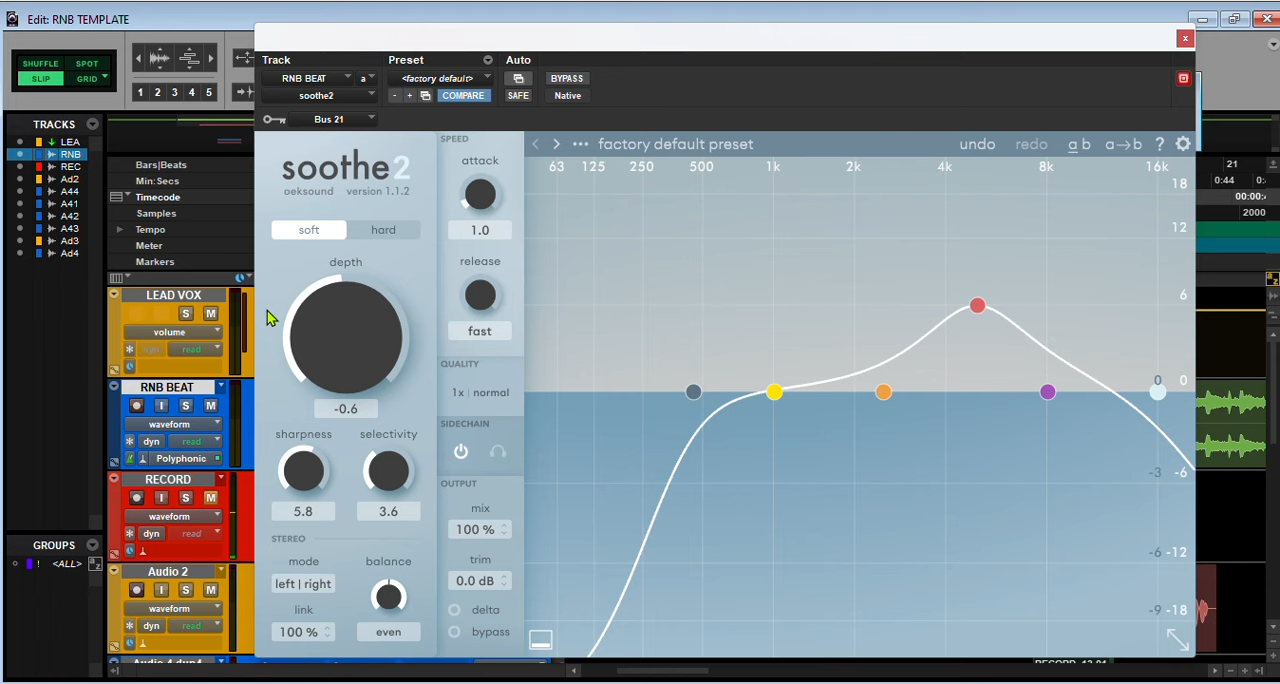 Edit: RNB TEMPLATE
SHUFFLE SPOT
SLIP GRID
1 2 3 4 5
Track Preset Auto
RNB BEAT a <factory default> BYPASS
soothe2 - + COMPARE SAFE Native
Bus 21
TRACKS
LEA
RNB
REC
Ad2
A44
A41
A42
A43
Ad3
Ad4
GROUPS
! <ALL>
Bars|Beats
Min:Secs
Timecode
Samples
Tempo
Meter
Markers
LEAD VOX
S M
volume
dyn read
RNB BEAT
I S M
waveform
dyn read
Polyphonic
RECORD
I S M
waveform
dyn read
Audio 2
I S M
waveform
dyn read
soothe2
oeksound version 1.1.2
soft hard
depth
-0.6
sharpness selectivity
5.8 3.6
STEREO
mode balance
left | right
link
100 % even
SPEED
attack
1.0
release
fast
QUALITY
1x | normal
SIDECHAIN
OUTPUT
mix
100 %
trim
0.0 dB
delta
bypass
factory default preset undo redo a b a→b ?
63 125 250 500 1k 2k 4k 8k 16k
18
12
6
0 0
-3 -6
-6 -12
-9 -18
21
0:44 0:
00:00:
2000